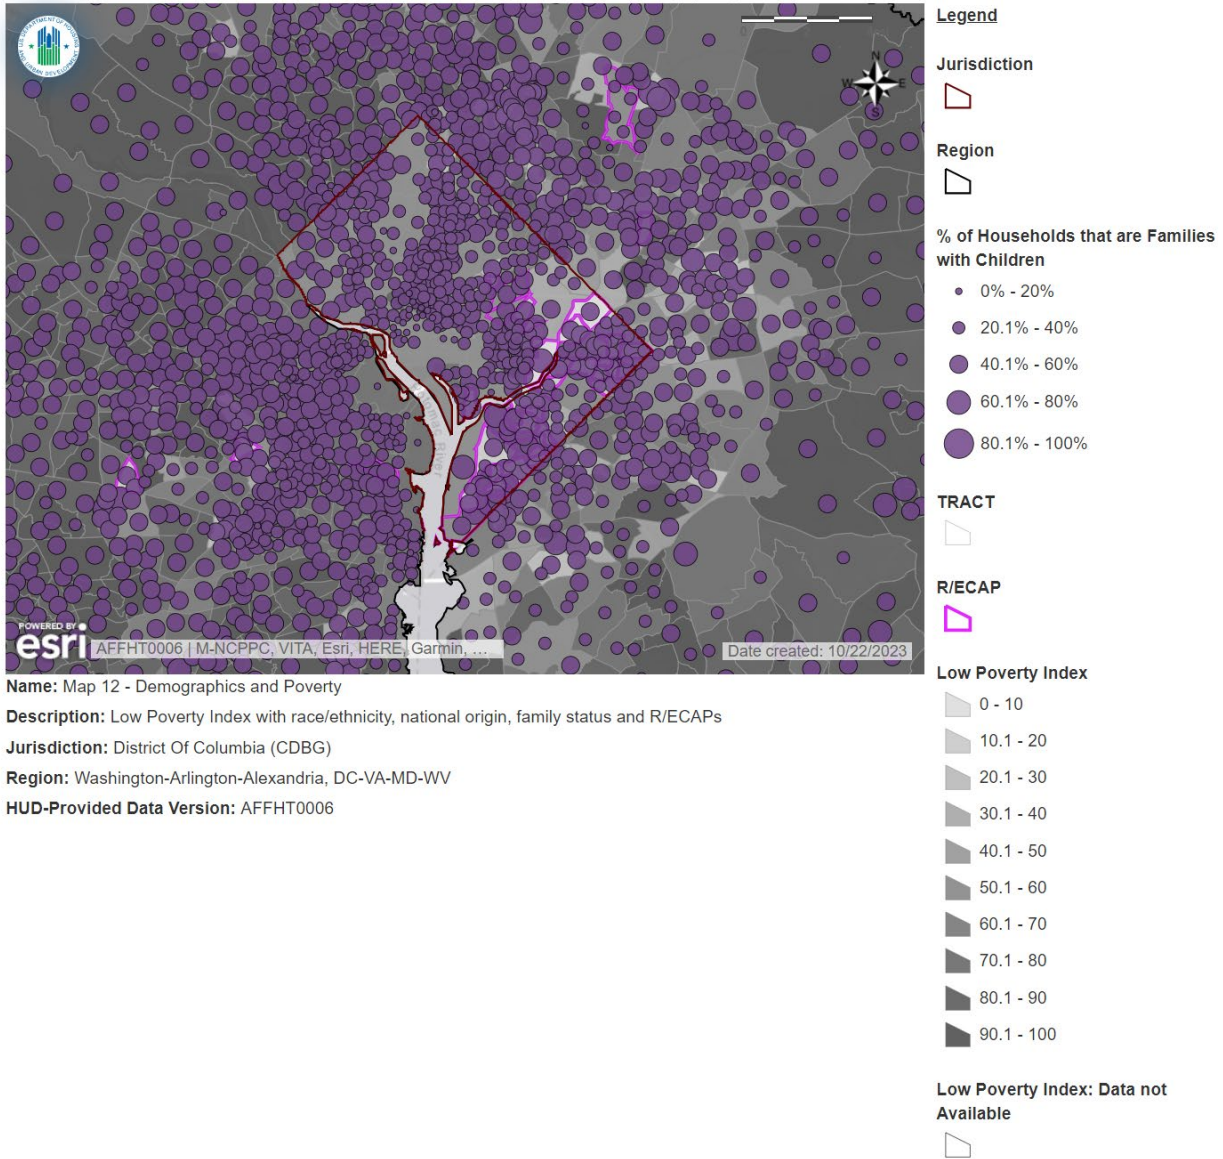 N
W
E
S
Potomac River
POWERED BY
esri
AFFHT0006 | M-NCPPC, VITA, Esri, HERE, Garmin, ...
Date created: 10/22/2023
Name: Map 12 - Demographics and Poverty
Description: Low Poverty Index with race/ethnicity, national origin, family status and R/ECAPs
Jurisdiction: District Of Columbia (CDBG)
Region: Washington-Arlington-Alexandria, DC-VA-MD-WV
HUD-Provided Data Version: AFFHT0006
Legend
Jurisdiction
Region
% of Households that are Families
with Children
0% - 20%
20.1% - 40%
40.1% - 60%
60.1% - 80%
80.1% - 100%
TRACT
R/ECAP
Low Poverty Index
0 - 10
10.1 - 20
20.1 - 30
30.1 - 40
40.1 - 50
50.1 - 60
60.1 - 70
70.1 - 80
80.1 - 90
90.1 - 100
Low Poverty Index: Data not
Available